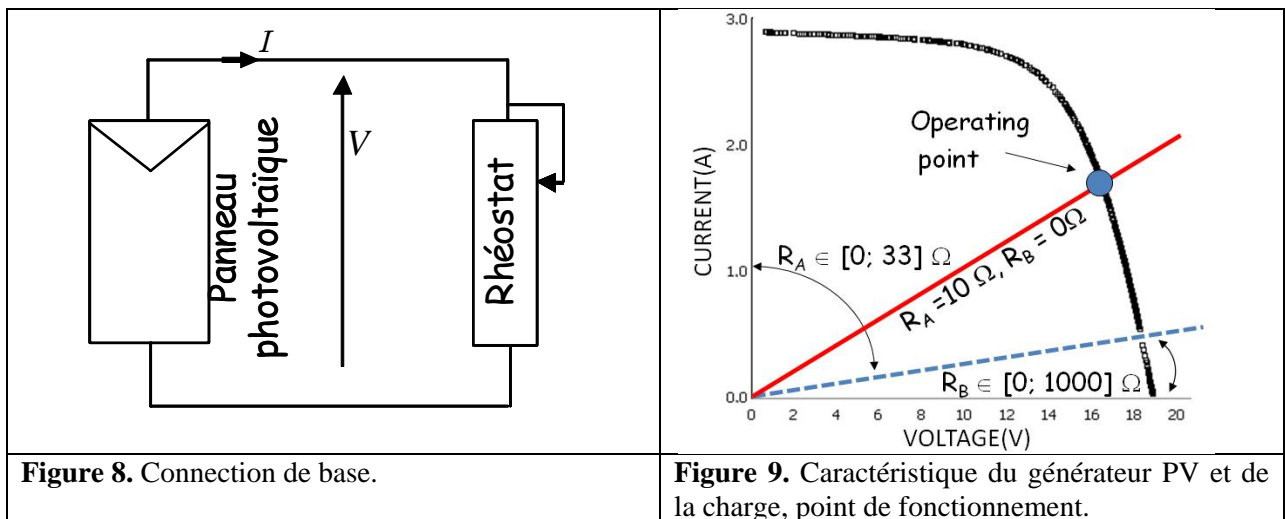 I
V
Panneau
photovoltaïque
Rhéostat
3.0
2.0
1.0
0.0
CURRENT(A)
Operating
point
R_A ∈ [0; 33] Ω
R_A =10 Ω, R_B = 0Ω
R_B ∈ [0; 1000] Ω
0 2 4 6 8 10 12 14 16 18 20
VOLTAGE(V)
Figure 8. Connection de base.
Figure 9. Caractéristique du générateur PV et de
la charge, point de fonctionnement.